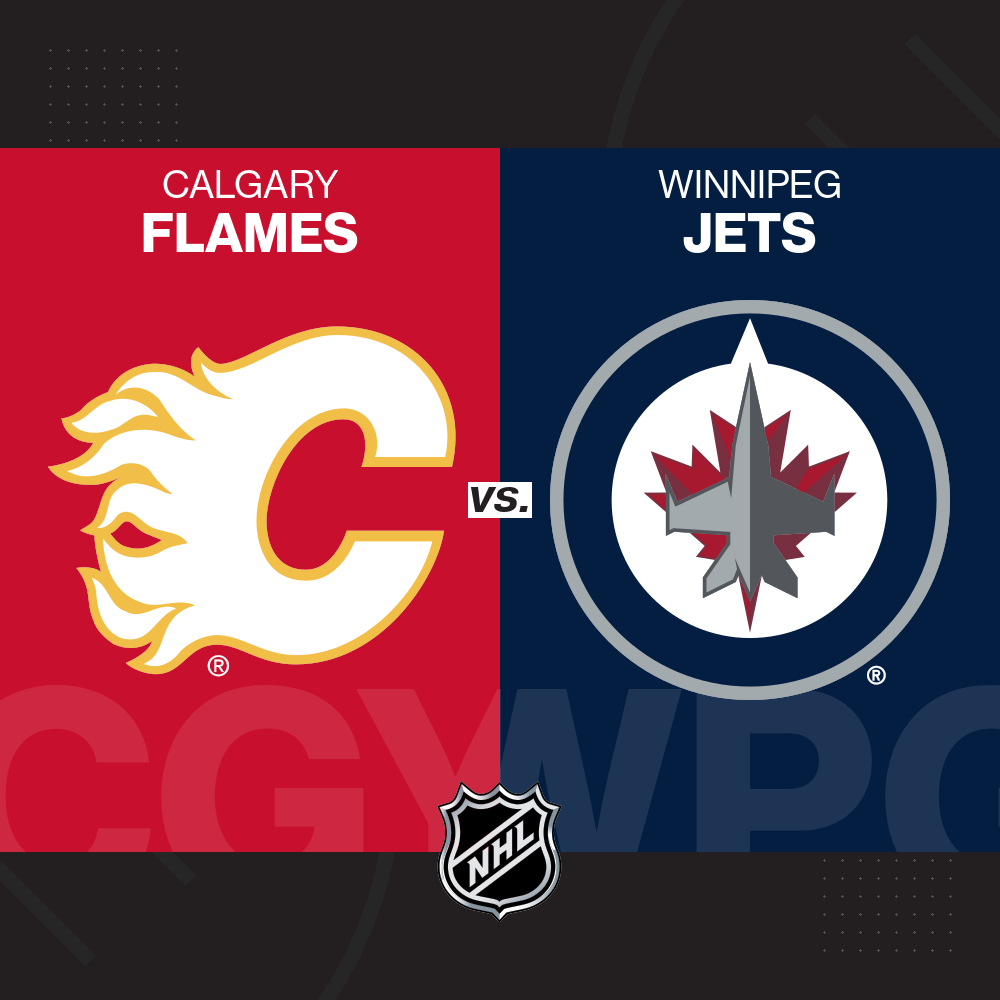 CALGARY
FLAMES
WINNIPEG
JETS
VS.
®
®
CGY
WPG
NHL